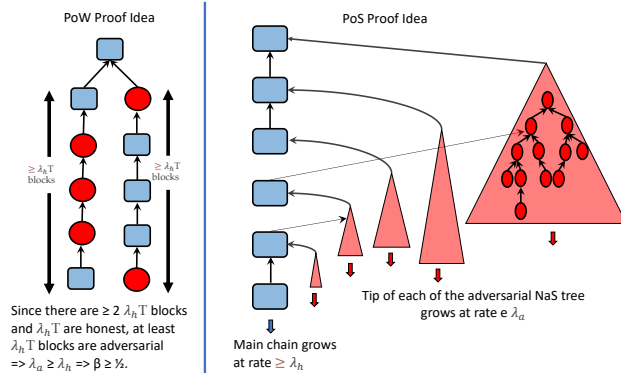 PoW Proof Idea
≥ λₕT
blocks
≥ λₕT
blocks
Since there are ≥ 2 λₕT blocks
and λₕT are honest, at least
λₕT blocks are adversarial
=> λₐ ≥ λₕ => β ≥ ½.
PoS Proof Idea
Tip of each of the adversarial NaS tree
grows at rate e λₐ
Main chain grows
at rate ≥ λₕ